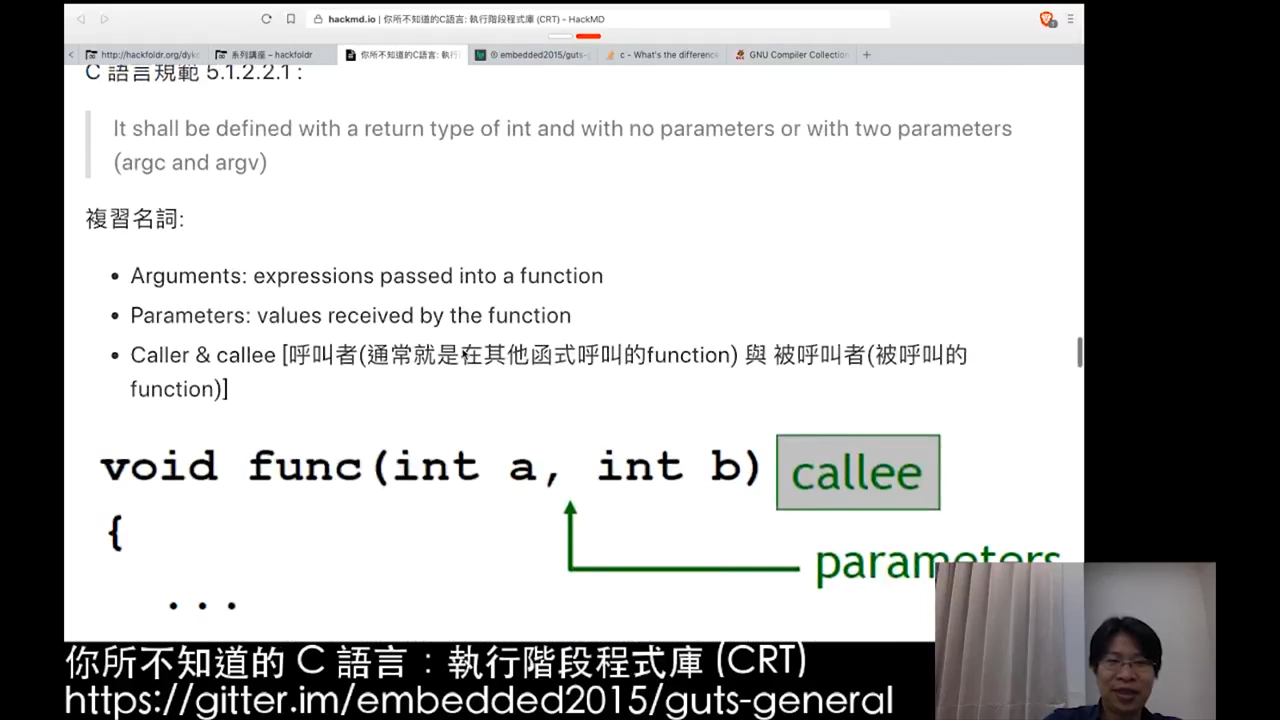 hackmd.io | 你所不知道的C語言: 執行階段程式庫 (CRT) - HackMD
http://hackfoldr.org/dykc
系列講座 – hackfoldr
你所不知道的C語言: 執行
embedded2015/guts-g
c - What's the difference
GNU Compiler Collection
C 語言規範 5.1.2.2.1 :
It shall be defined with a return type of int and with no parameters or with two parameters
(argc and argv)
複習名詞:
• Arguments: expressions passed into a function
• Parameters: values received by the function
• Caller & callee [呼叫者(通常就是在其他函式呼叫的function) 與 被呼叫者(被呼叫的
function)]
void func(int a, int b)
callee
{
parameters
...
你所不知道的 C 語言：執行階段程式庫 (CRT)
https://gitter.im/embedded2015/guts-general